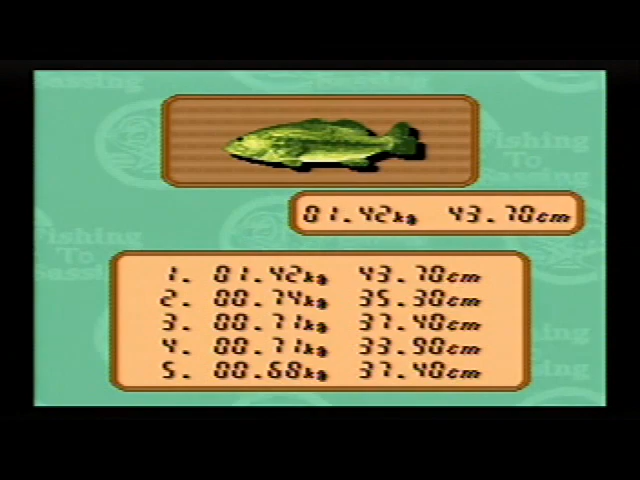 01.42kg 43.70cm
1. 01.42kg 43.70cm
2. 00.74kg 35.30cm
3. 00.71kg 37.40cm
4. 00.71kg 33.90cm
5. 00.68kg 37.40cm
Fishing
To
Bassing